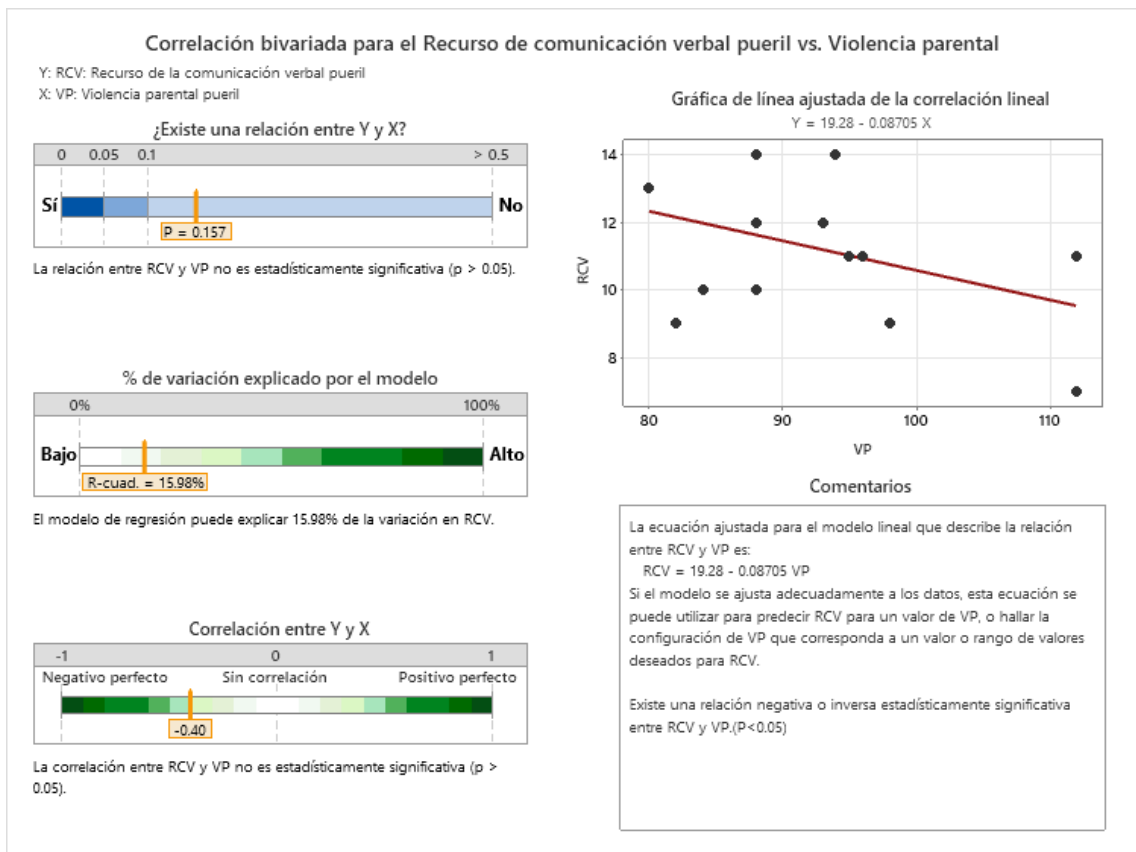 Correlación bivariada para el Recurso de comunicación verbal pueril vs. Violencia parental
Y: RCV: Recurso de la comunicación verbal pueril
X: VP: Violencia parental pueril
¿Existe una relación entre Y y X?
0 0.05 0.1 > 0.5
Sí No
P = 0.157
La relación entre RCV y VP no es estadísticamente significativa (p > 0.05).
% de variación explicado por el modelo
0% 100%
Bajo Alto
R-cuad. = 15.98%
El modelo de regresión puede explicar 15.98% de la variación en RCV.
Correlación entre Y y X
-1 0 1
Negativo perfecto Sin correlación Positivo perfecto
-0.40
La correlación entre RCV y VP no es estadísticamente significativa (p >
0.05).
Gráfica de línea ajustada de la correlación lineal
Y = 19.28 - 0.08705 X
14
12
10
8
RCV
80 90 100 110
VP
Comentarios
La ecuación ajustada para el modelo lineal que describe la relación
entre RCV y VP es:
RCV = 19.28 - 0.08705 VP
Si el modelo se ajusta adecuadamente a los datos, esta ecuación se
puede utilizar para predecir RCV para un valor de VP, o hallar la
configuración de VP que corresponda a un valor o rango de valores
deseados para RCV.
Existe una relación negativa o inversa estadísticamente significativa
entre RCV y VP.(P<0.05)